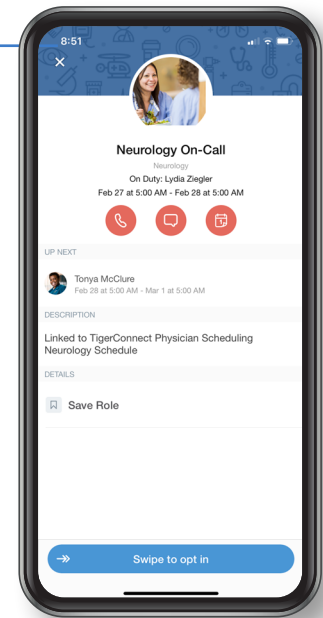 8:51
Neurology On-Call
Neurology
On Duty: Lydia Ziegler
Feb 27 at 5:00 AM - Feb 28 at 5:00 AM
UP NEXT
Tonya McClure
Feb 28 at 5:00 AM - Mar 1 at 5:00 AM
DESCRIPTION
Linked to TigerConnect Physician Scheduling
Neurology Schedule
DETAILS
Save Role
Swipe to opt in